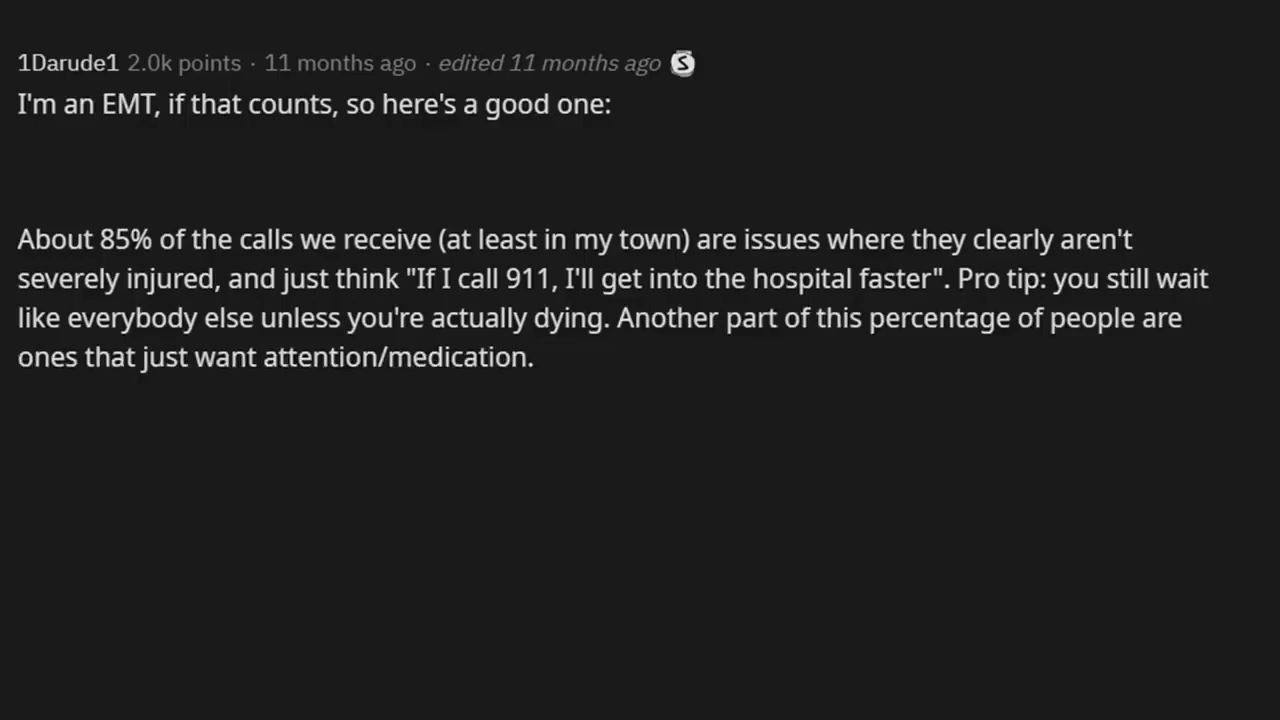 1Darude1 2.0k points · 11 months ago · edited 11 months ago S
I'm an EMT, if that counts, so here's a good one:
About 85% of the calls we receive (at least in my town) are issues where they clearly aren't
severely injured, and just think "If I call 911, I'll get into the hospital faster". Pro tip: you still wait
like everybody else unless you're actually dying. Another part of this percentage of people are
ones that just want attention/medication.